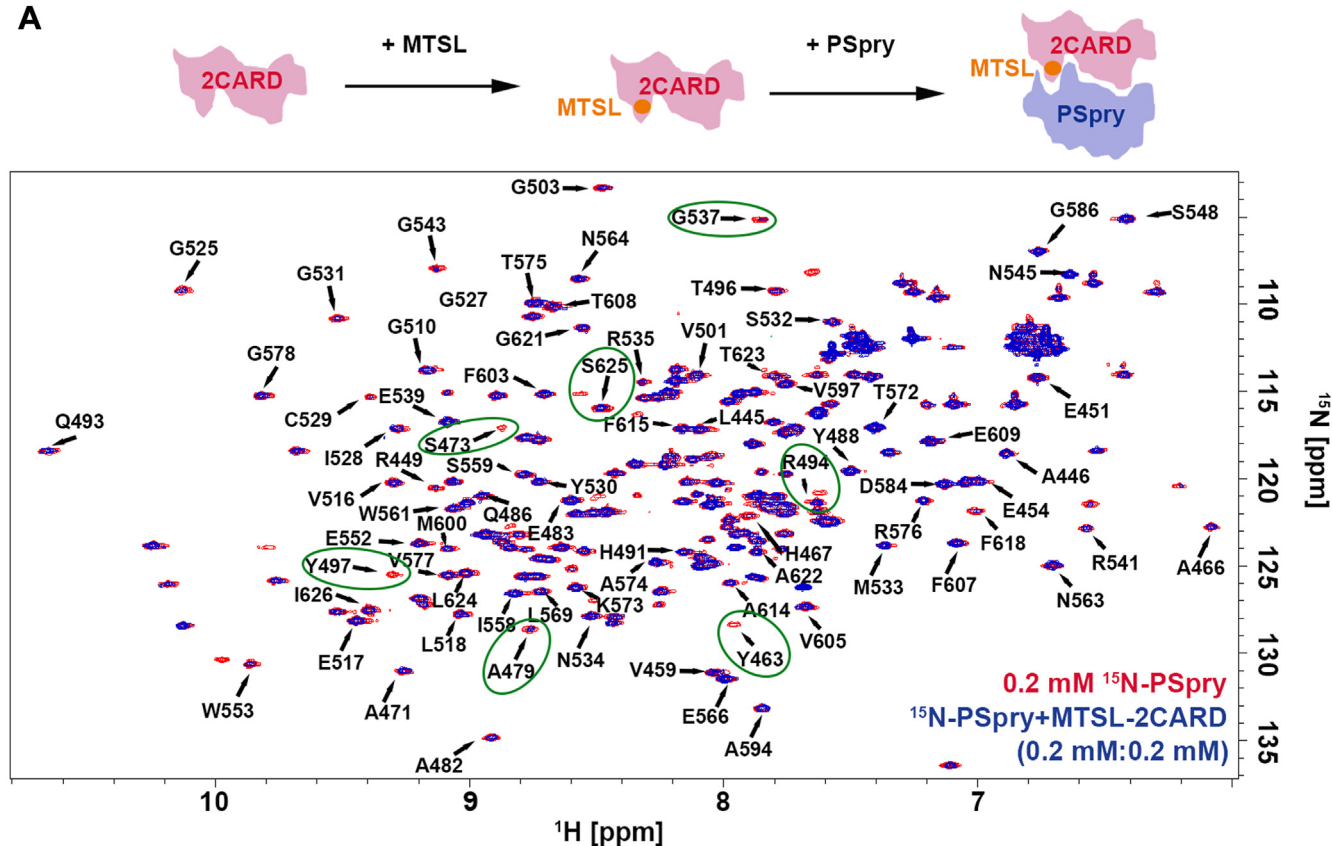 A
+ MTSL
+ PSpry
2CARD
MTSL
2CARD
MTSL
2CARD
PSpry
G503
G537
G586
S548
G543
G525
N564
G531
T575
N545
G527
T608
T496
G621
S532
V501
G510
R535
G578
T623
S625
F603
V597
T572
E539
C529
E451
Q493
F615
L445
S473
Y488
E609
I528
R494
R449
S559
A446
Y530
D584
V516
W561
Q486
E454
M600
E483
R576
F618
E552
H491
H467
R541
V577
A622
M533
F607
A466
Y497
A574
N563
L624
K573
A614
I626
L569
I558
V605
L518
N534
Y463
E517
A479
V459
W553
A471
E566
A594
A482
0.2 mM 15N-PSpry
15N-PSpry+MTSL-2CARD
(0.2 mM:0.2 mM)
110
115
120
125
130
135
15N [ppm]
10
9
8
7
1H [ppm]